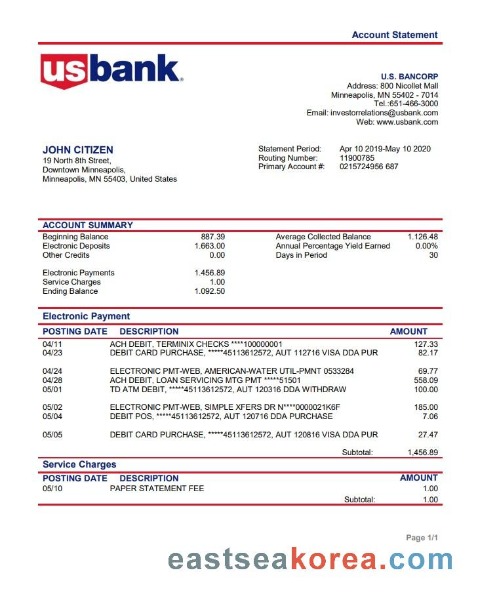 Account Statement
usbank.
U.S. BANCORP
Address: 800 Nicollet Mall
Minneapolis, MN 55402 - 7014
Tel.:651-466-3000
Email: investorrelations@usbank.com
Web: www.usbank.com
JOHN CITIZEN
19 North 8th Street,
Downtown Minneapolis,
Minneapolis, MN 55403, United States
Statement Period: Apr 10 2019-May 10 2020
Routing Number: 11900785
Primary Account #: 0215724956 687
ACCOUNT SUMMARY
Beginning Balance 887.39 Average Collected Balance 1.126.48
Electronic Deposits 1.663.00 Annual Percentage Yield Earned 0.00%
Other Credits 0.00 Days in Period 30
Electronic Payments 1.456.89
Service Charges 1.00
Ending Balance 1.092.50
Electronic Payment
POSTING DATE DESCRIPTION AMOUNT
04/11 ACH DEBIT, TERMINIX CHECKS ****100000001 127.33
04/23 DEBIT CARD PURCHASE, *****45113612572, AUT 112716 VISA DDA PUR 82.17
04/24 ELECTRONIC PMT-WEB, AMERICAN-WATER UTIL-PMNT 0533284 69.77
04/28 ACH DEBIT, LOAN SERVICING MTG PMT *****51501 558.09
05/01 TD ATM DEBIT, *****45113612572, AUT 120316 DDA WITHDRAW 100.00
05/02 ELECTRONIC PMT-WEB, SIMPLE XFERS DR N****0000021K6F 185.00
05/04 DEBIT POS, *****45113612572, AUT 120716 DDA PURCHASE 7.06
05/05 DEBIT CARD PURCHASE, *****45113612572, AUT 120816 VISA DDA PUR 27.47
Subtotal: 1,456.89
Service Charges
POSTING DATE DESCRIPTION AMOUNT
05/10 PAPER STATEMENT FEE 1.00
Subtotal: 1.00
Page 1/1
eastseakorea.com